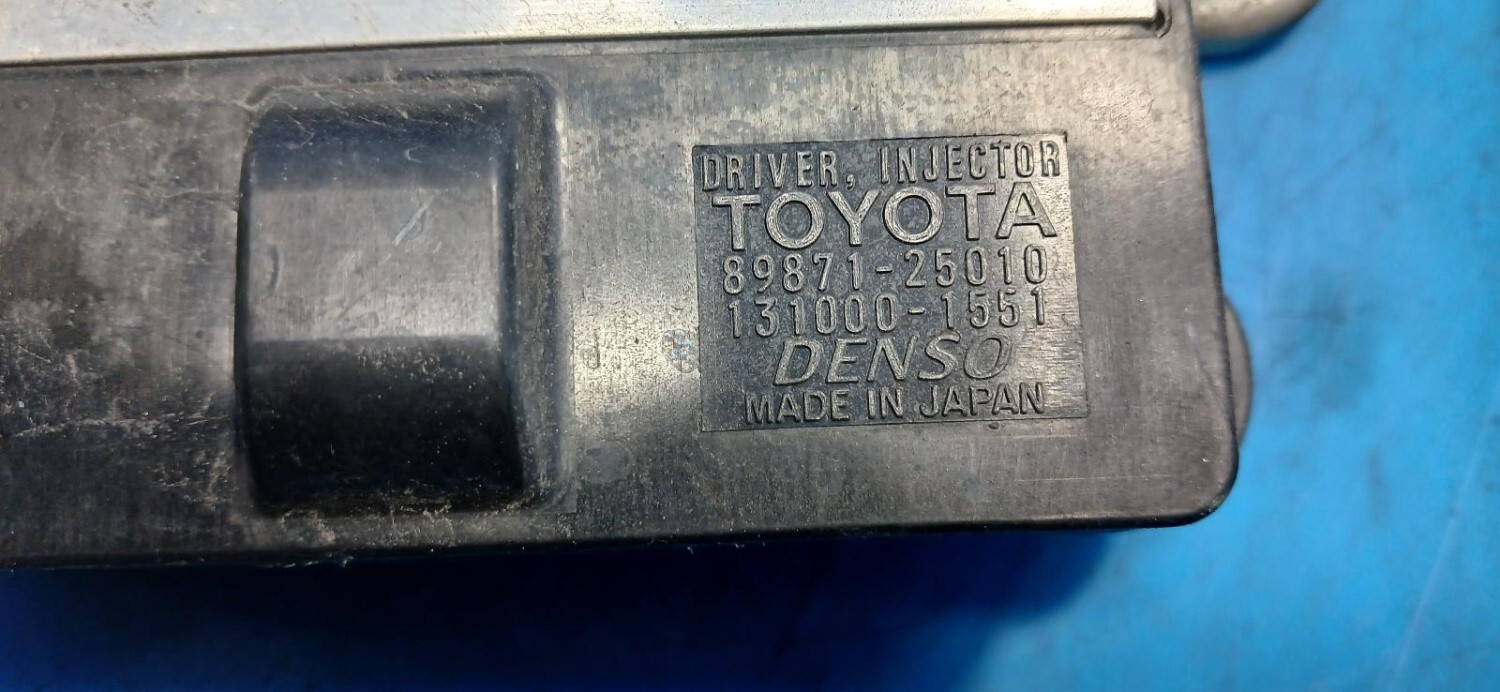 DRIVER, INJECTOR
TOYOTA
89871-25010
131000-1551
DENSO
MADE IN JAPAN